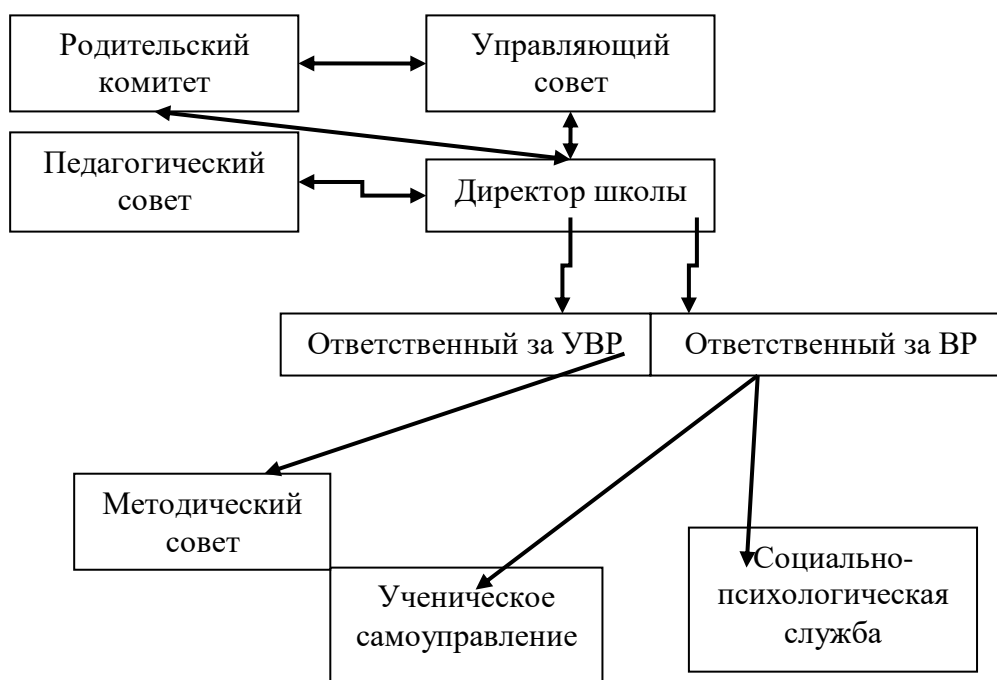 Родительский
комитет
Управляющий
совет
Педагогический
совет
Директор школы
Ответственный за УВР
Ответственный за ВР
Методический
совет
Ученическое
самоуправление
Социально-
психологическая
служба